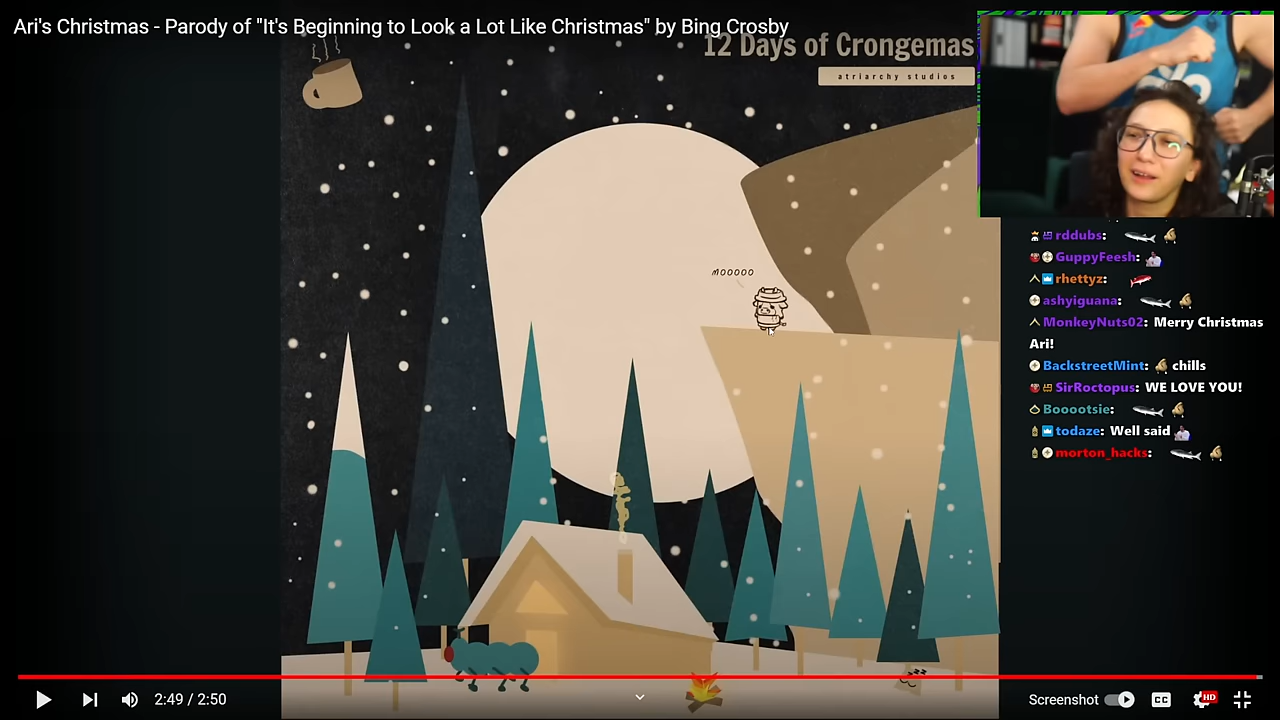 Ari's Christmas - Parody of "It's Beginning to Look a Lot Like Christmas" by Bing Crosby
12 Days of Crongemas
atriarchy studios
MOOOOO
rddubs:
GuppyFeesh:
rhettyz:
ashyiguana:
MonkeyNuts02: Merry Christmas
Ari!
BackstreetMint: chills
SirRoctopus: WE LOVE YOU!
Booootsie:
todaze: Well said
morton_hacks:
2:49 / 2:50
Screenshot
CC
HD